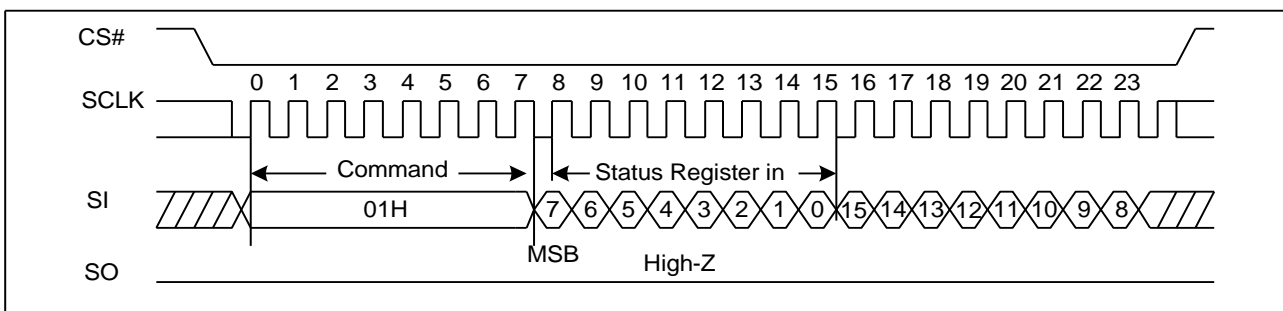 CS#
0 1 2 3 4 5 6 7 8 9 10 11 12 13 14 15 16 17 18 19 20 21 22 23
SCLK
Command Status Register in
SI 01H 7 6 5 4 3 2 1 0 15 14 13 12 11 10 9 8
MSB
SO High-Z